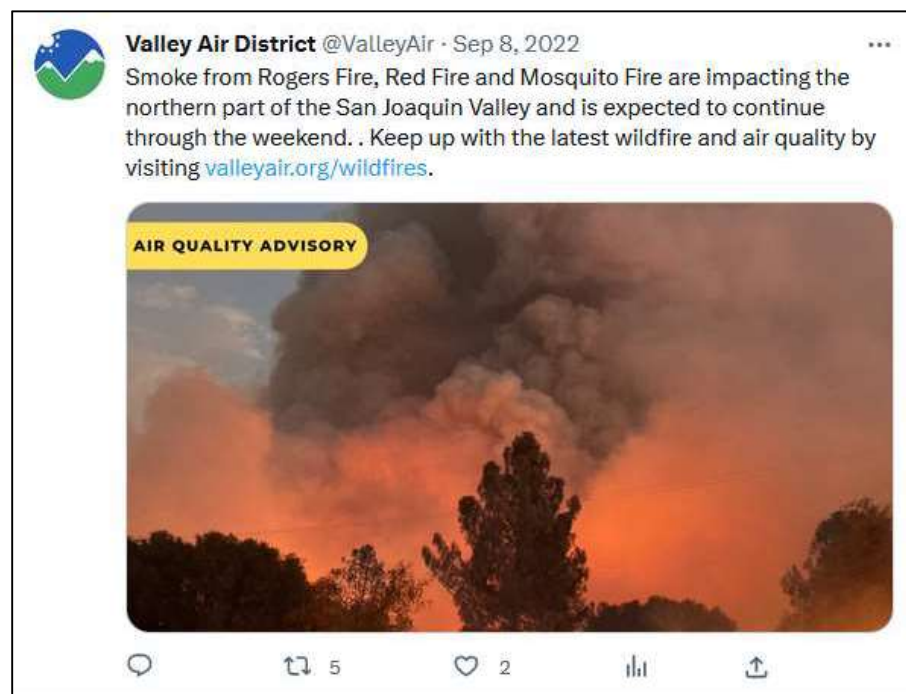 Valley Air District @ValleyAir · Sep 8, 2022
Smoke from Rogers Fire, Red Fire and Mosquito Fire are impacting the
northern part of the San Joaquin Valley and is expected to continue
through the weekend. . Keep up with the latest wildfire and air quality by
visiting valleyair.org/wildfires.
AIR QUALITY ADVISORY
5 2